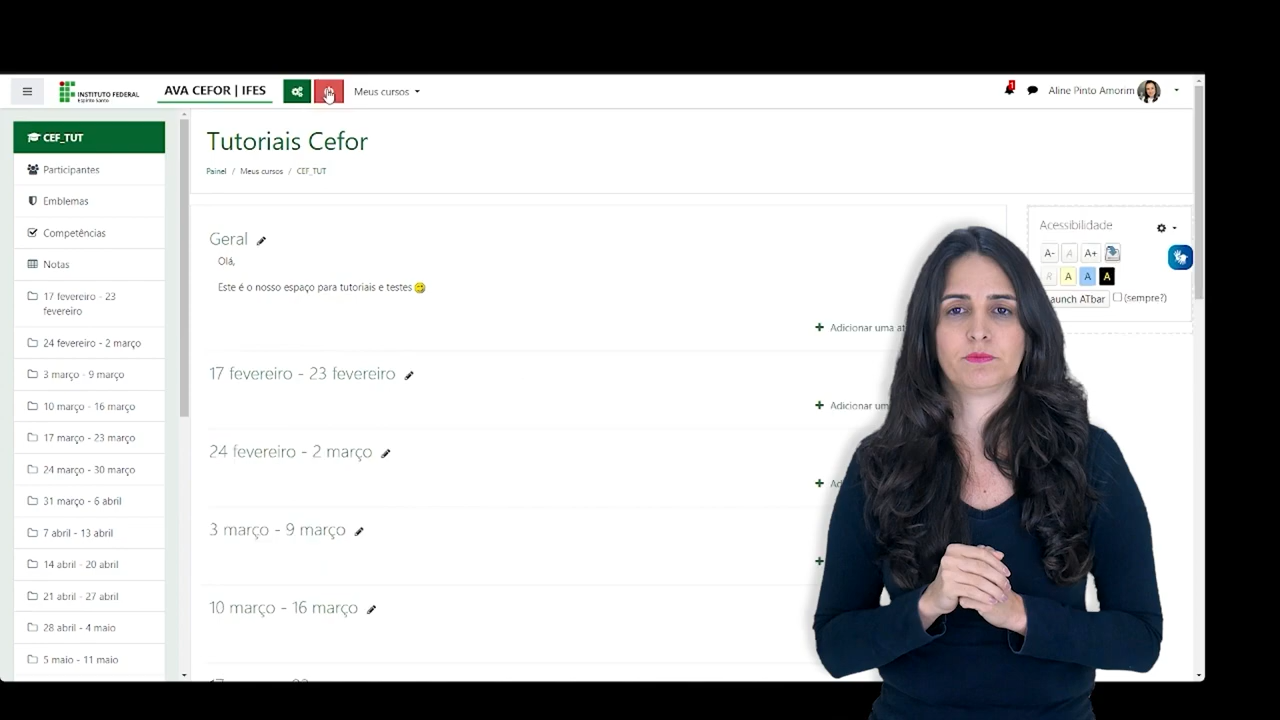 INSTITUTO FEDERAL
Espírito Santo
AVA CEFOR | IFES
Meus cursos
1
Aline Pinto Amorim
CEF_TUT
Participantes
Emblemas
Competências
Notas
17 fevereiro - 23
fevereiro
24 fevereiro - 2 março
3 março - 9 março
10 março - 16 março
17 março - 23 março
24 março - 30 março
31 março - 6 abril
7 abril - 13 abril
14 abril - 20 abril
21 abril - 27 abril
28 abril - 4 maio
5 maio - 11 maio
Tutoriais Cefor
Painel / Meus cursos / CEF_TUT
Geral
Olá,
Este é o nosso espaço para tutoriais e testes
+ Adicionar uma at
17 fevereiro - 23 fevereiro
+ Adicionar um
24 fevereiro - 2 março
+ Ad
3 março - 9 março
+
10 março - 16 março
Acessibilidade
A- A A+
R A A A
aunch ATbar (sempre?)